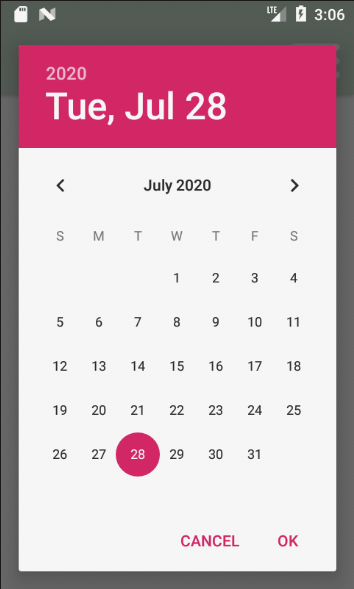 LTE 3:06
2020
Tue, Jul 28
July 2020
S M T W T F S
1 2 3 4
5 6 7 8 9 10 11
12 13 14 15 16 17 18
19 20 21 22 23 24 25
26 27 28 29 30 31
CANCEL OK